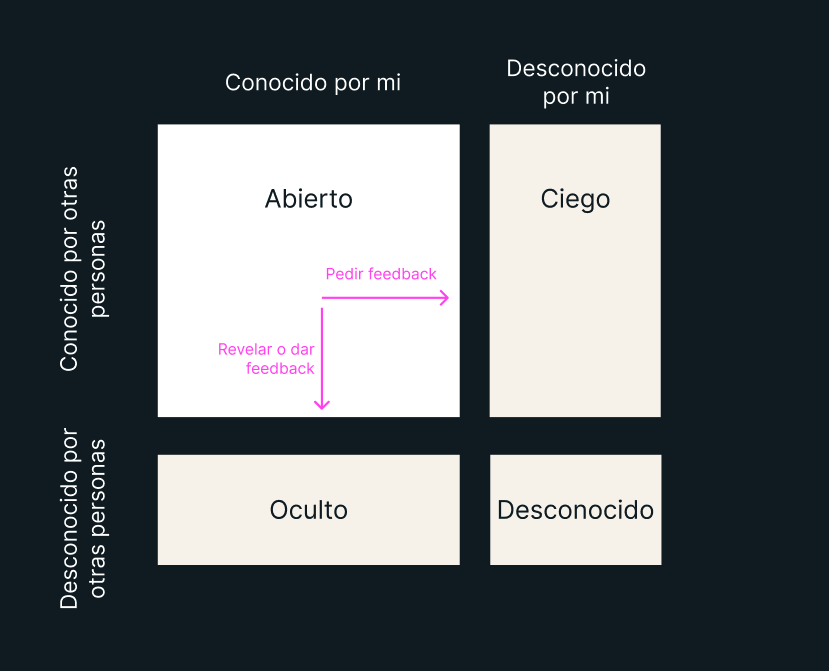 Conocido por mi
Desconocido
por mi
Conocido por otras
personas
Abierto
Ciego
Pedir feedback
Revelar o dar
feedback
Desconocido por
otras personas
Oculto
Desconocido